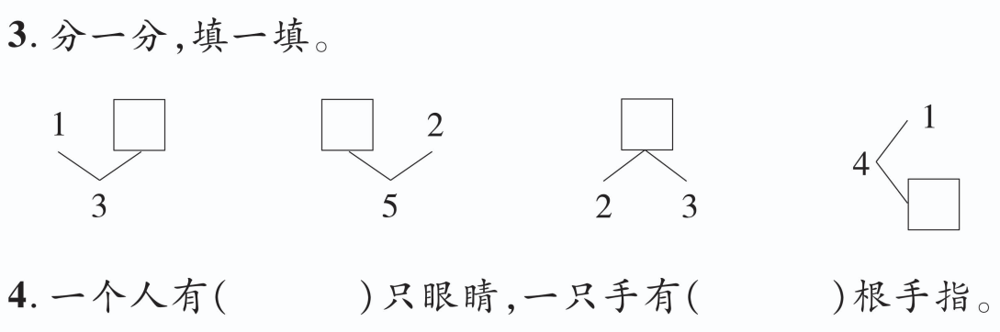 3. 分一分,填一填。
1 □ □ 2 □ 4 1
3 5 2 3 □
4. 一个人有( )只眼睛,一只手有( )根手指。